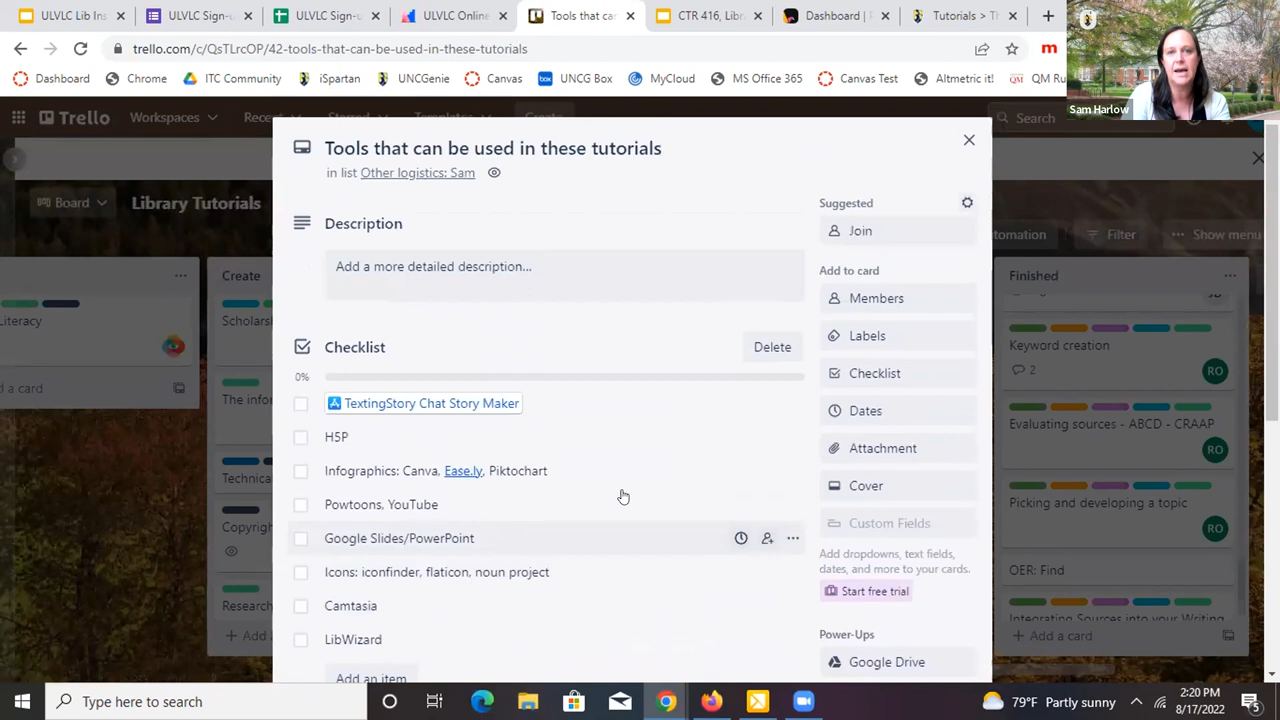 ULVLC Lib Ins
ULVLC Sign-u
ULVLC Sign-u
ULVLC Online
Tools that ca
CTR 416, Libra
Dashboard | R
Tutorials > Th
trello.com/c/QsTLrcOP/42-tools-that-can-be-used-in-these-tutorials
Dashboard
Chrome
ITC Community
iSpartan
UNCGenie
Canvas
UNCG Box
MyCloud
MS Office 365
Canvas Test
Altmetric it!
QM Ru
Sam Harlow
Trello
Workspaces
Starred
Templates
Create
Search
Board
Library Tutorials
Filter
Show menu
Tools that can be used in these tutorials
in list Other logistics: Sam
Description
Add a more detailed description...
Checklist
Delete
0%
TextingStory Chat Story Maker
H5P
Infographics: Canva, Ease.ly, Piktochart
Powtoons, YouTube
Google Slides/PowerPoint
Icons: iconfinder, flaticon, noun project
Camtasia
LibWizard
Add an item
Suggested
Join
Add to card
Members
Labels
Checklist
Dates
Attachment
Cover
Custom Fields
Add dropdowns, text fields,
dates, and more to your cards.
Start free trial
Power-Ups
Google Drive
Literacy
d a card
Create
Scholars
The infor
Technica
Copyrigh
Researc
Add
Finished
Keyword creation
2
RO
Evaluating sources - ABCD - CRAAP
RO
Picking and developing a topic
RO
OER: Find
Integrating Sources into your Writing
Add a card
Type here to search
79°F Partly sunny
2:20 PM
8/17/2022
5